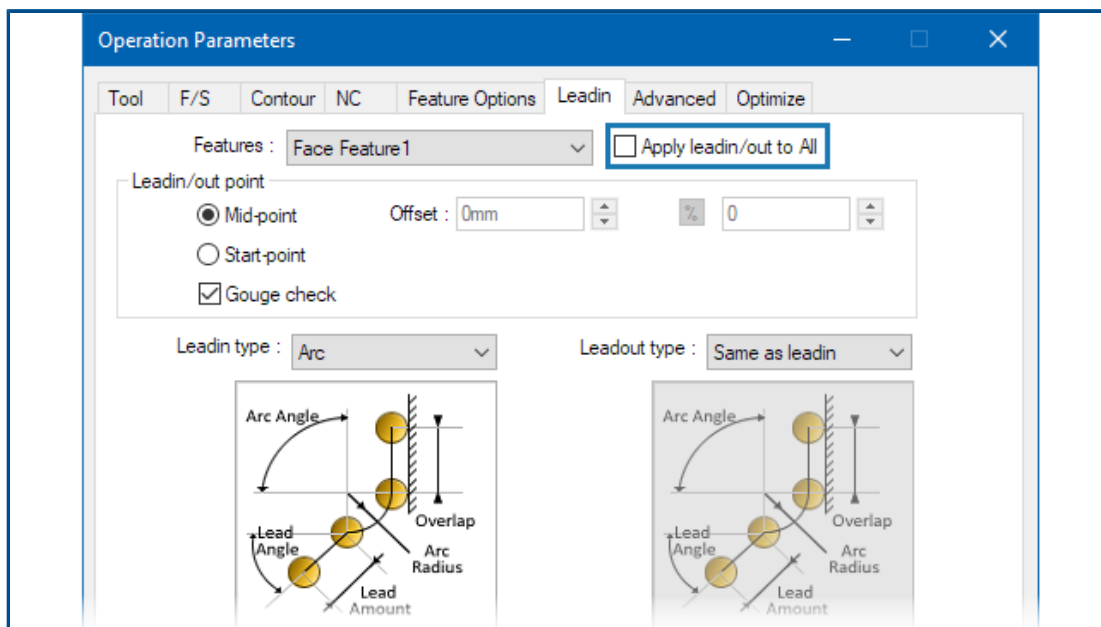 Operation Parameters
Tool F/S Contour NC Feature Options Leadin Advanced Optimize
Features : Face Feature1 Apply leadin/out to All
Leadin/out point
Mid-point Offset : 0mm % 0
Start-point
Gouge check
Leadin type : Arc Leadout type : Same as leadin
Arc Angle Arc Angle
Overlap Overlap
Lead Lead
Angle Arc Angle Arc
Radius Radius
Lead Lead
Amount Amount